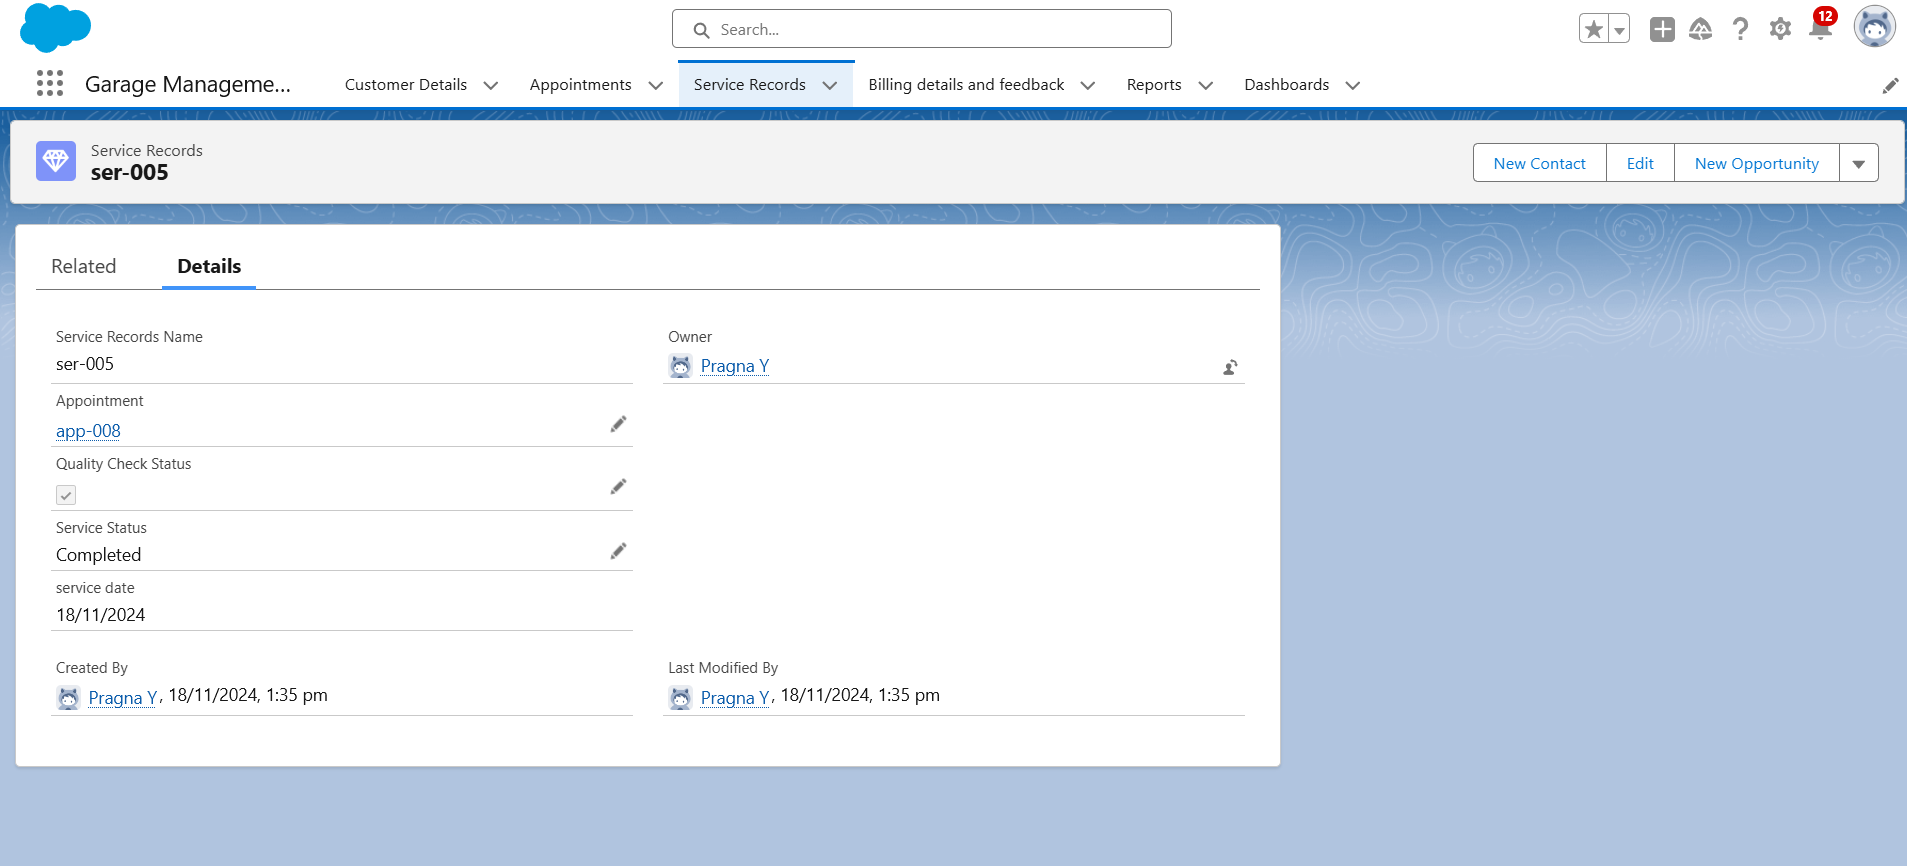 Search...
12
Garage Manageme...
Customer Details
Appointments
Service Records
Billing details and feedback
Reports
Dashboards
Service Records
ser-005
New Contact
Edit
New Opportunity
Related
Details
Service Records Name
ser-005
Owner
Pragna Y
Appointment
app-008
Quality Check Status
Service Status
Completed
service date
18/11/2024
Created By
Pragna Y, 18/11/2024, 1:35 pm
Last Modified By
Pragna Y, 18/11/2024, 1:35 pm